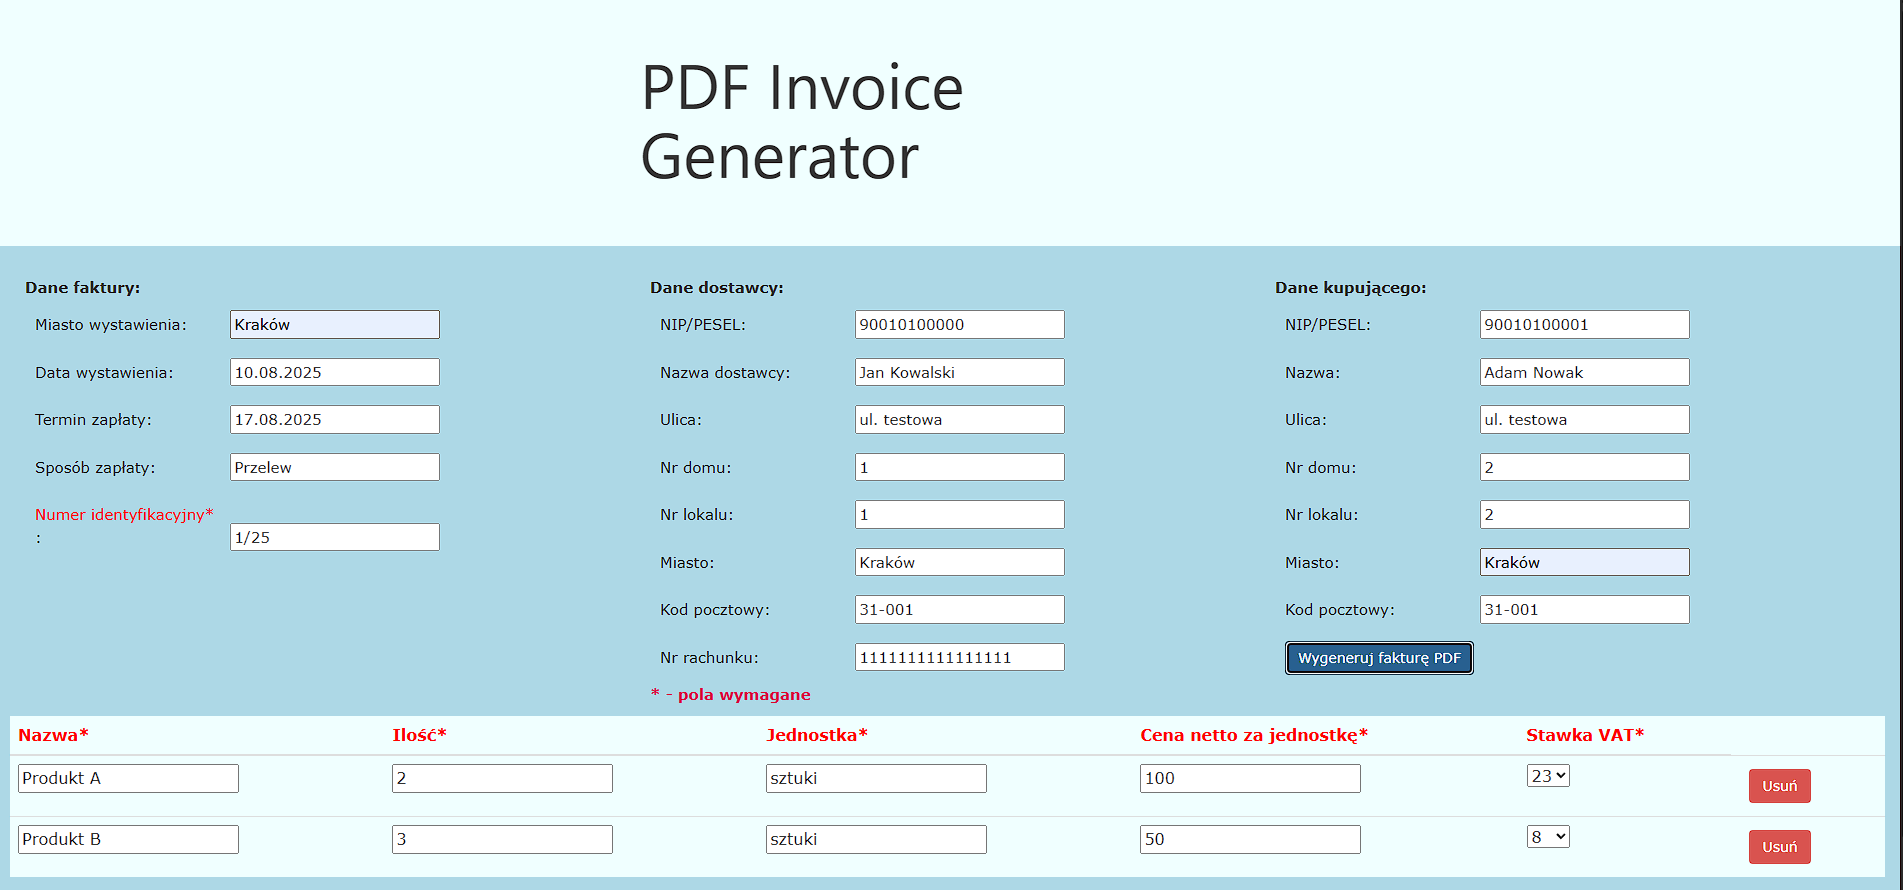 PDF Invoice
Generator
Dane faktury:
Miasto wystawienia: Kraków
Data wystawienia: 10.08.2025
Termin zapłaty: 17.08.2025
Sposób zapłaty: Przelew
Numer identyfikacyjny*
: 1/25
Dane dostawcy:
NIP/PESEL: 90010100000
Nazwa dostawcy: Jan Kowalski
Ulica: ul. testowa
Nr domu: 1
Nr lokalu: 1
Miasto: Kraków
Kod pocztowy: 31-001
Nr rachunku: 1111111111111111
* - pola wymagane
Dane kupującego:
NIP/PESEL: 90010100001
Nazwa: Adam Nowak
Ulica: ul. testowa
Nr domu: 2
Nr lokalu: 2
Miasto: Kraków
Kod pocztowy: 31-001
Wygeneruj fakturę PDF
Nazwa* Ilość* Jednostka* Cena netto za jednostkę* Stawka VAT*
Produkt A 2 sztuki 100 23 Usuń
Produkt B 3 sztuki 50 8 Usuń